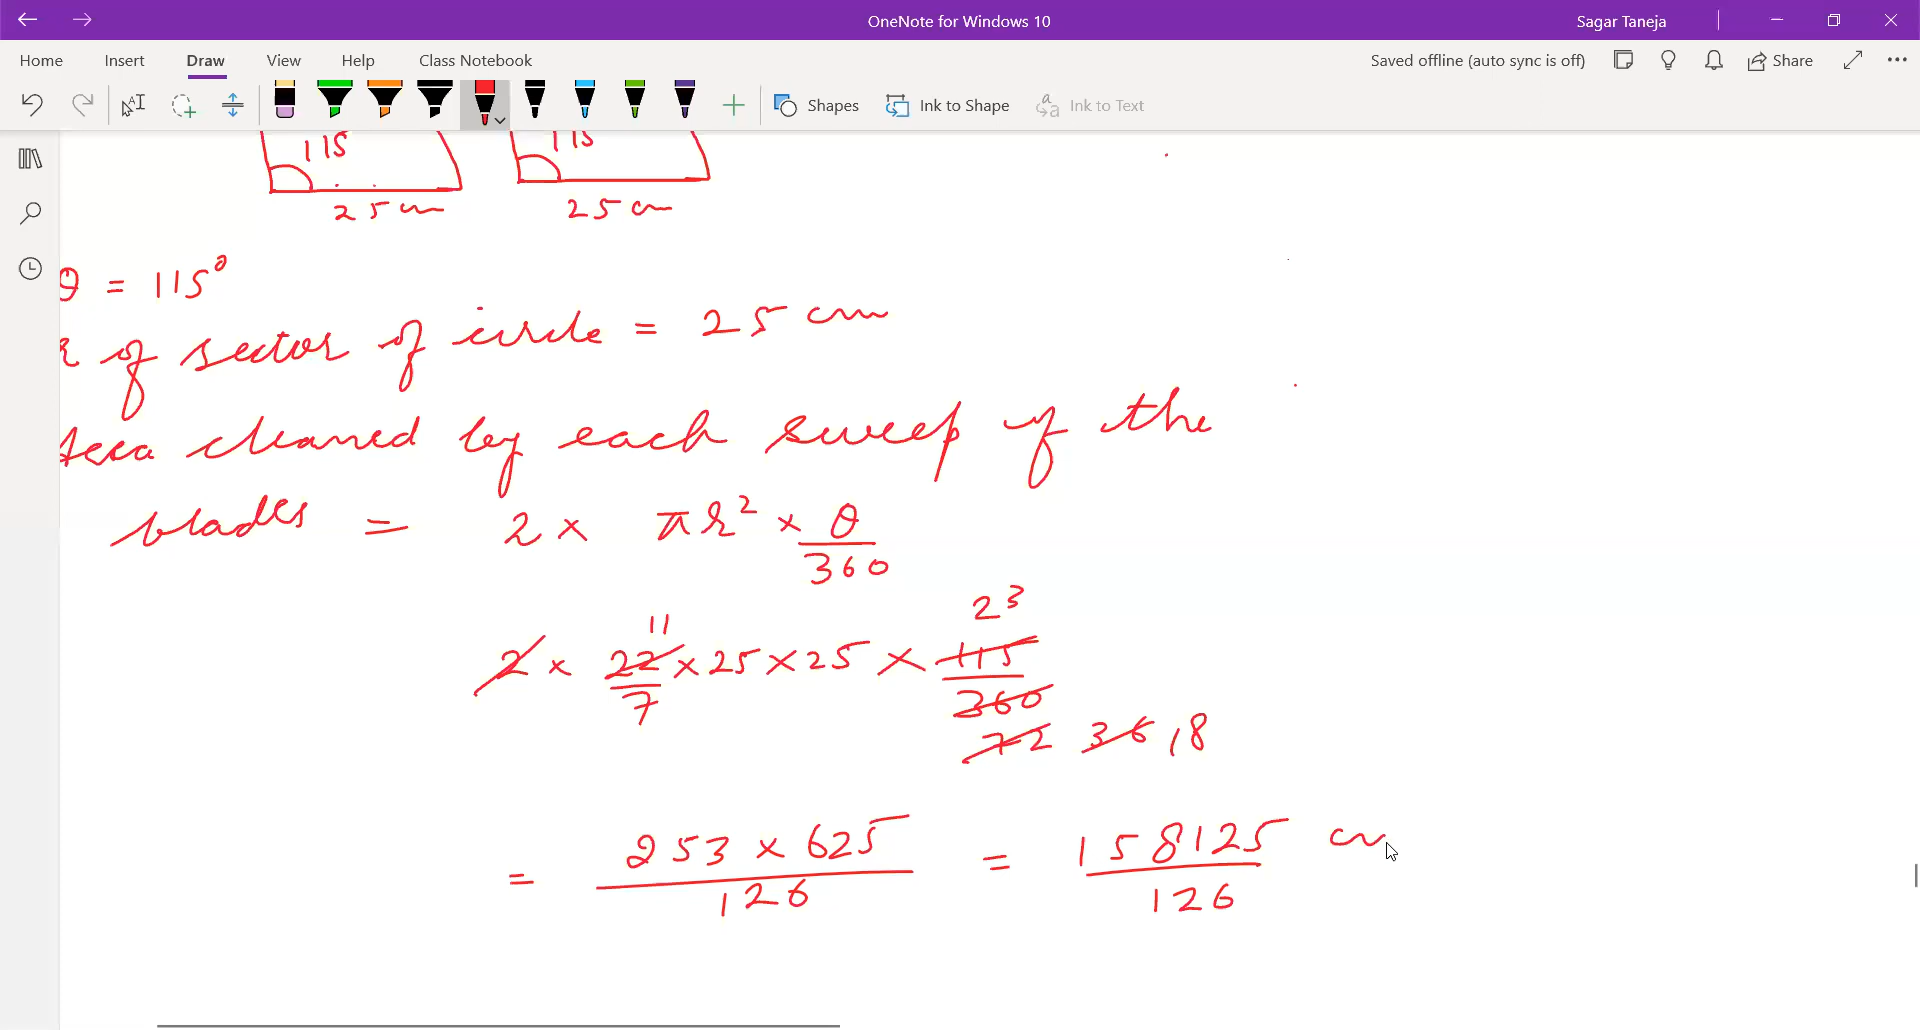 OneNote for Windows 10
Sagar Taneja
Home Insert Draw View Help Class Notebook
Saved offline (auto sync is off) Share
Shapes Ink to Shape Ink to Text
115 115
25 cm 25 cm
θ = 115°
r of sector of circle = 25 cm
Area cleaned by each sweep of the
blades = 2 × πr² × θ/360
2 × 22/7 × 25 × 25 × 115/360
11 23
72 36 18
= 253 × 625/126 = 158125/126 cm